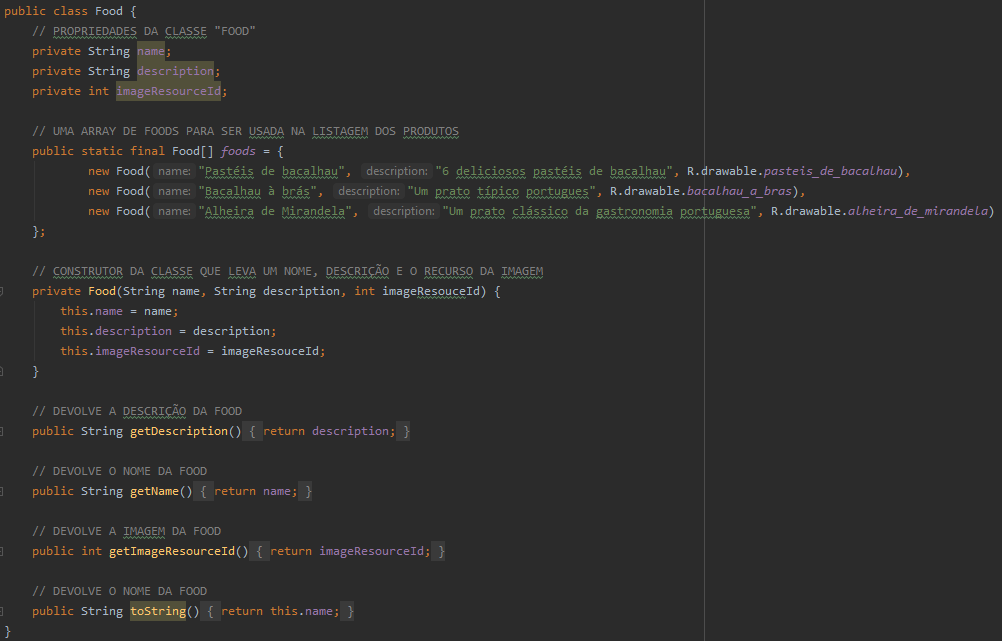 public class Food {
// PROPRIEDADES DA CLASSE "FOOD"
private String name;
private String description;
private int imageResourceId;
// UMA ARRAY DE FOODS PARA SER USADA NA LISTAGEM DOS PRODUTOS
public static final Food[] foods = {
new Food( name: "Pastéis de bacalhau", description: "6 deliciosos pastéis de bacalhau", R.drawable.pasteis_de_bacalhau),
new Food( name: "Bacalhau à brás", description: "Um prato típico portugues", R.drawable.bacalhau_a_bras),
new Food( name: "Alheira de Mirandela", description: "Um prato clássico da gastronomia portuguesa", R.drawable.alheira_de_mirandela)
};
// CONSTRUTOR DA CLASSE QUE LEVA UM NOME, DESCRIÇÃO E O RECURSO DA IMAGEM
private Food(String name, String description, int imageResouceId) {
this.name = name;
this.description = description;
this.imageResourceId = imageResouceId;
}
// DEVOLVE A DESCRIÇÃO DA FOOD
public String getDescription() { return description; }
// DEVOLVE O NOME DA FOOD
public String getName() { return name; }
// DEVOLVE A IMAGEM DA FOOD
public int getImageResourceId() { return imageResourceId; }
// DEVOLVE O NOME DA FOOD
public String toString() { return this.name; }
}